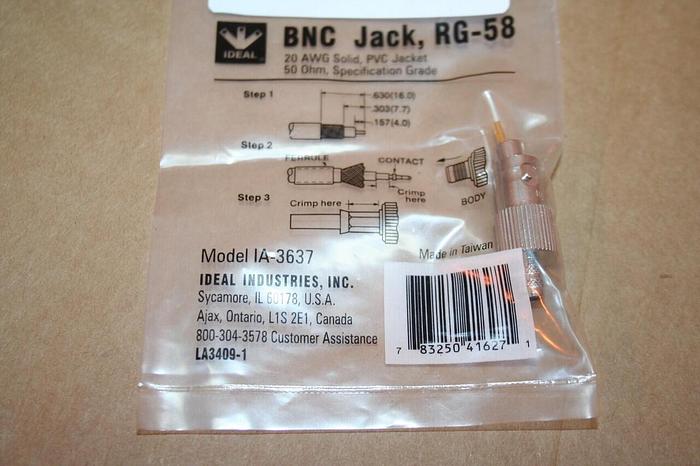 IDEAL
BNC Jack, RG-58
20 AWG Solid, PVC Jacket
50 Ohm, Specification Grade
Step 1
.630(16.0)
.303(7.7)
.157(4.0)
Step 2
FERRULE
CONTACT
Crimp
here
BODY
Step 3
Crimp here
Made in Taiwan
Model IA-3637
IDEAL INDUSTRIES, INC.
Sycamore, IL 60178, U.S.A.
Ajax, Ontario, L1S 2E1, Canada
800-304-3578 Customer Assistance
LA3409-1
7 83250 41627 1